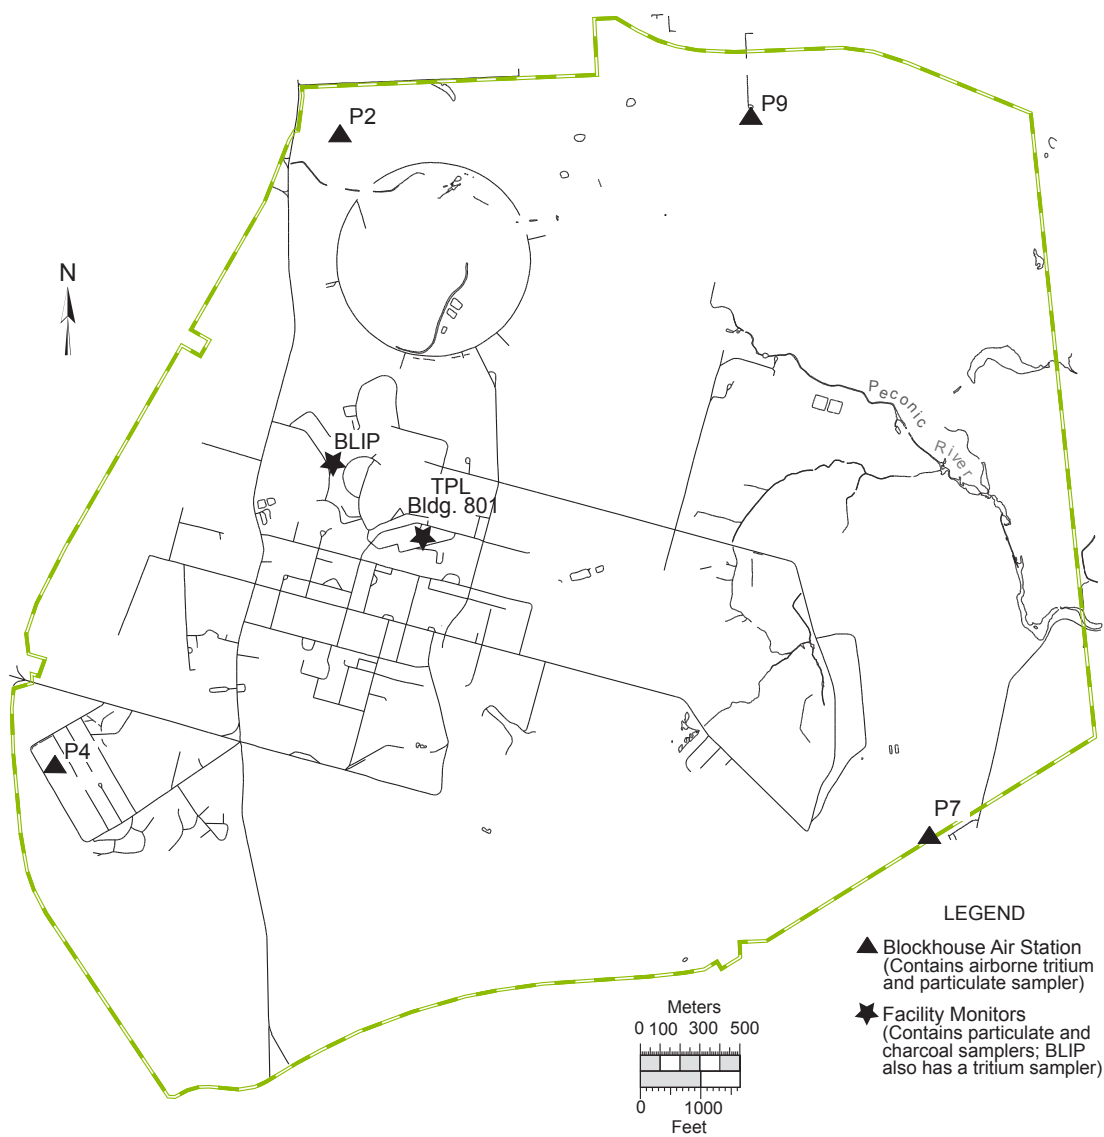 P2
P9
N
Peconic
River
BLIP
TPL
Bldg. 801
P4
P7
LEGEND
Blockhouse Air Station
(Contains airborne tritium
and particulate sampler)
Facility Monitors
(Contains particulate and
charcoal samplers; BLIP
also has a tritium sampler)
Meters
0 100 300 500
0 1000
Feet